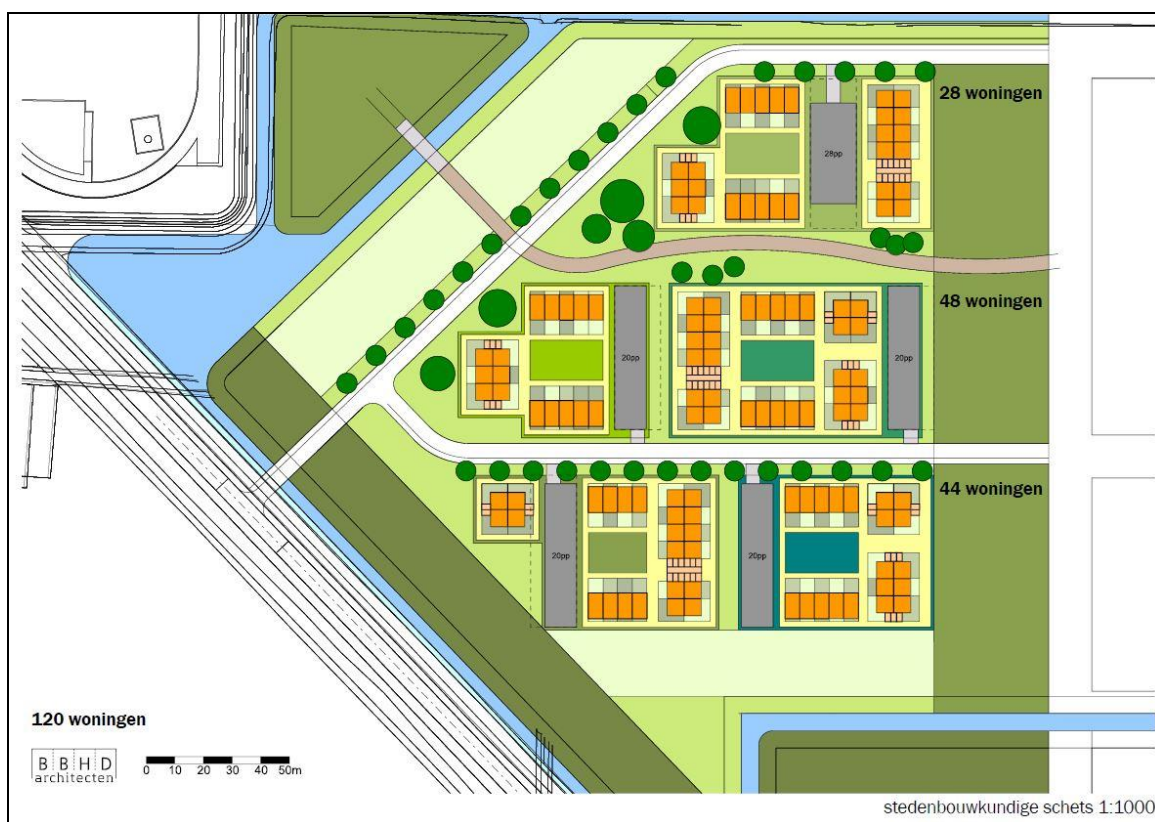 28 woningen
28pp
48 woningen
20pp
20pp
44 woningen
20pp
20pp
120 woningen
B B H D
architecten
0 10 20 30 40 50m
stedenbouwkundige schets 1:1000